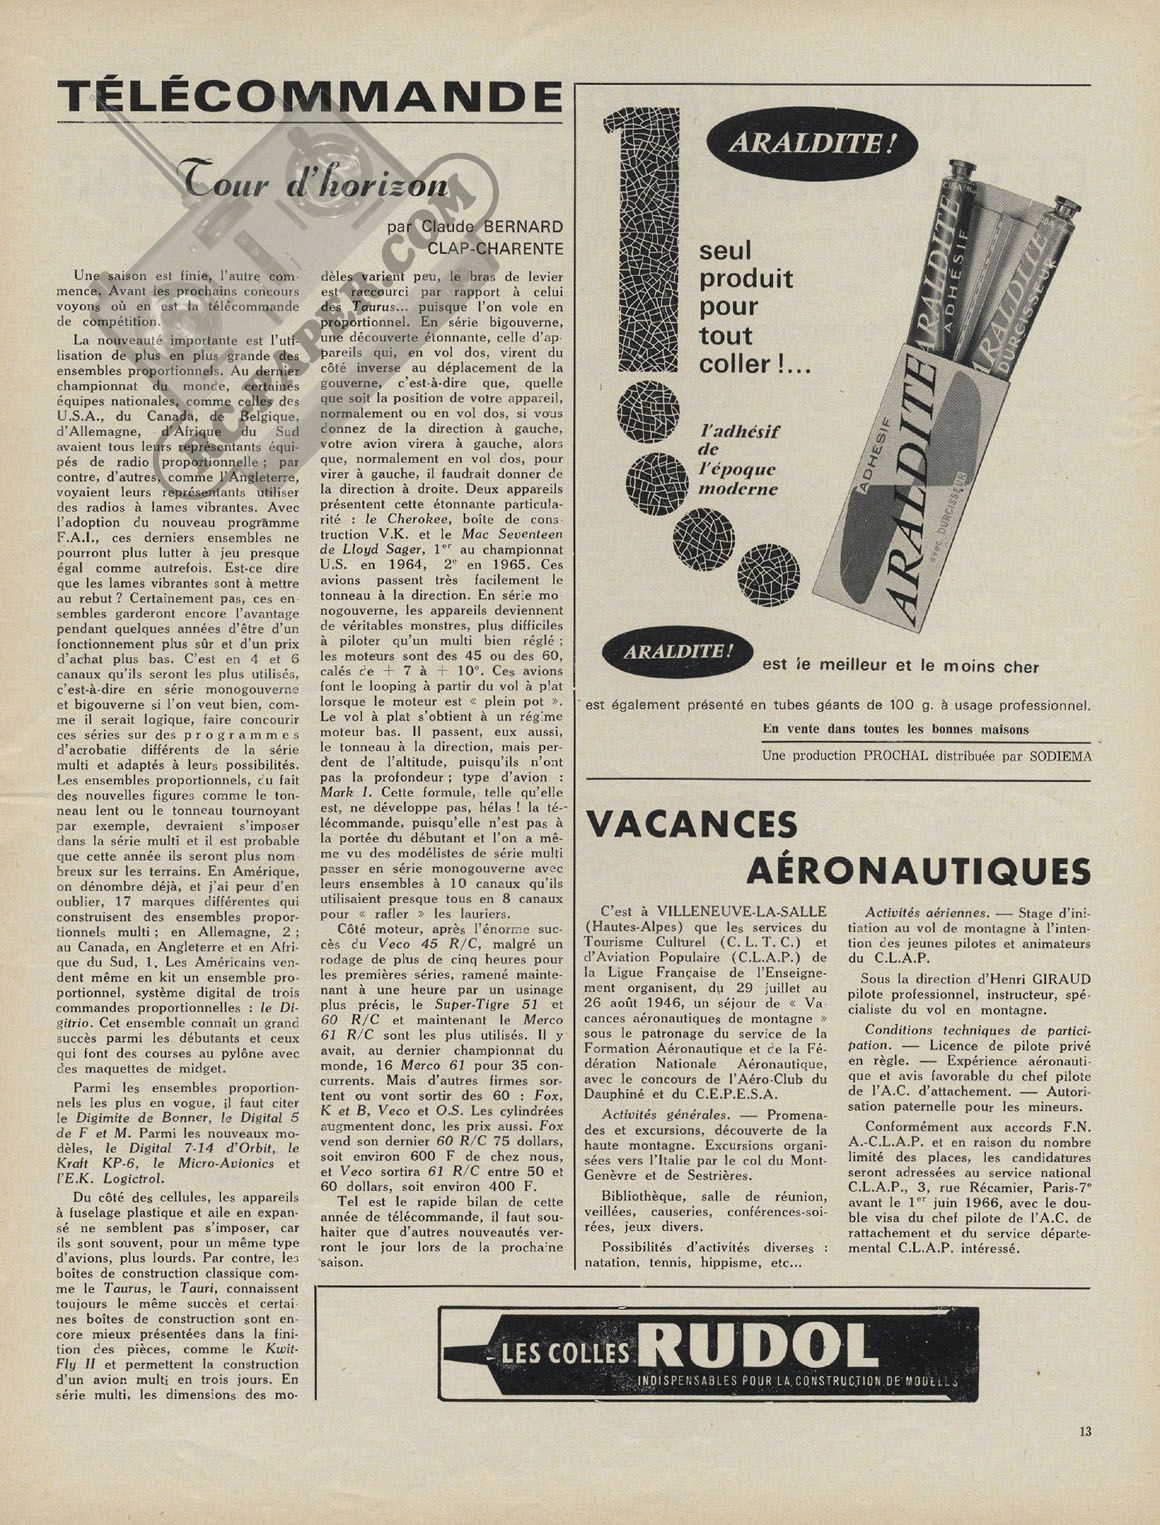 TÉLÉCOMMANDE
Tour d'horizon
par Claude BERNARD
CLAP-CHARENTE
Une saison est finie, l'autre com-
mence. Avant les prochains concours
voyons où en est la télécommande
de compétition.
La nouveauté importante est l'uti-
lisation de plus en plus grande des
ensembles proportionnels. Au dernier
championnat du monde, certaines
équipes nationales, comme celles des
U.S.A., du Canada, de Belgique,
d'Allemagne, d'Afrique du Sud
avaient tous leurs représentants équi-
pés de radio proportionnelle ; par
contre, d'autres, comme l'Angleterre,
voyaient leurs représentants utiliser
des radios à lames vibrantes. Avec
l'adoption du nouveau programme
F.A.I., ces derniers ensembles ne
pourront plus lutter à jeu presque
égal comme autrefois. Est-ce dire
que les lames vibrantes sont à mettre
au rebut ? Certainement pas, ces en-
sembles garderont encore l'avantage
pendant quelques années d'être d'un
fonctionnement plus sûr et d'un prix
d'achat plus bas. C'est en 4 et 6
canaux qu'ils seront les plus utilisés,
c'est-à-dire en série monogouverne
et bigouverne si l'on veut bien, com-
me il serait logique, faire concourir
ces séries sur des programmes
d'acrobatie différents de la série
multi et adaptés à leurs possibilités.
Les ensembles proportionnels, du fait
des nouvelles figures comme le ton-
neau lent ou le tonneau tournoyant
par exemple, devraient s'imposer
dans la série multi et il est probable
que cette année ils seront plus nom-
breux sur les terrains. En Amérique,
on dénombre déjà, et j'ai peur d'en
oublier, 17 marques différentes qui
construisent des ensembles propor-
tionnels multi ; en Allemagne, 2 ;
au Canada, en Angleterre et en Afri-
que du Sud, 1. Les Américains ven-
dent même en kit un ensemble pro-
portionnel, système digital de trois
commandes proportionnelles : le Di-
gitrio. Cet ensemble connaît un grand
succès parmi les débutants et ceux
qui font des courses au pylône avec
des maquettes de midget.
Parmi les ensembles proportion-
nels les plus en vogue, il faut citer
le Digimite de Bonner, le Digital 5
de F et M. Parmi les nouveaux mo-
dèles, le Digital 7-14 d'Orbit, le
Kraft KP-6, le Micro-Avionics et
l'E.K. Logictrol.
Du côté des cellules, les appareils
à fuselage plastique et aile en expan-
sé ne semblent pas s'imposer, car
ils sont souvent, pour un même type
d'avions, plus lourds. Par contre, les
boîtes de construction classique com-
me le Taurus, le Tauri, connaissent
toujours le même succès et certai-
nes boîtes de construction sont en-
core mieux présentées dans la fini-
tion des pièces, comme le Kwit-
Fly II et permettent la construction
d'un avion multi en trois jours. En
série multi, les dimensions des mo-
dèles varient peu, le bras de levier
est raccourci par rapport à celui
des Taurus... puisque l'on vole en
proportionnel. En série bigouverne,
une découverte étonnante, celle d'ap-
pareils qui, en vol dos, virent du
côté inverse au déplacement de la
gouverne, c'est-à-dire que, quelle
que soit la position de votre appareil,
normalement ou en vol dos, si vous
donnez de la direction à gauche,
votre avion virera à gauche, alors
que, normalement en vol dos, pour
virer à gauche, il faudrait donner de
la direction à droite. Deux appareils
présentent cette étonnante particula-
rité : le Cherokee, boîte de cons-
truction V.K. et le Mac Seventeen
de Lloyd Sager, 1er au championnat
U.S. en 1964, 2e en 1965. Ces
avions passent très facilement le
tonneau à la direction. En série mo-
nogouverne, les appareils deviennent
de véritables monstres, plus difficiles
à piloter qu'un multi bien réglé ;
les moteurs sont des 45 ou des 60,
calés de + 7 à + 10°. Ces avions
font le looping à partir du vol à plat
lorsque le moteur est « plein pot ».
Le vol à plat s'obtient à un régime
moteur bas. Il passent, eux aussi,
le tonneau à la direction, mais per-
dent de l'altitude, puisqu'ils n'ont
pas la profondeur ; type d'avion :
Mark I. Cette formule, telle qu'elle
est, ne développe pas, hélas ! la té-
lécommande, puisqu'elle n'est pas à
la portée du débutant et l'on a mê-
me vu des modélistes de série multi
passer en série monogouverne avec
leurs ensembles à 10 canaux qu'ils
utilisaient presque tous en 8 canaux
pour « rafler » les lauriers.
Côté moteur, après l'énorme suc-
cès du Veco 45 R/C, malgré un
rodage de plus de cinq heures pour
les premières séries, ramené mainte-
nant à une heure par un usinage
plus précis, le Super-Tigre 51 et
60 R/C et maintenant le Merco
61 R/C sont les plus utilisés. Il y
avait, au dernier championnat du
monde, 16 Merco 61 pour 35 con-
currents. Mais d'autres firmes sor-
tent ou vont sortir des 60 : Fox,
K et B, Veco et O.S. Les cylindrées
augmentent donc, les prix aussi. Fox
vend son dernier 60 R/C 75 dollars,
soit environ 600 F de chez nous,
et Veco sortira 61 R/C entre 50 et
60 dollars, soit environ 400 F.
Tel est le rapide bilan de cette
année de télécommande, il faut sou-
haiter que d'autres nouveautés ver-
ront le jour lors de la prochaine
saison.
RCPAPER.COM
1
ARALDITE !
seul
produit
pour
tout
coller !...
l'adhésif
de
l'époque
moderne
CIBA
ARALDITE
ADHÉSIF
ARALDITE
DURCISSEUR
ADHÉSIF
ARALDITE
avec DURCISSEUR
ARALDITE !
est le meilleur et le moins cher
est également présenté en tubes géants de 100 g. à usage professionnel.
En vente dans toutes les bonnes maisons
Une production PROCHAL distribuée par SODIEMA
VACANCES
AÉRONAUTIQUES
C'est à VILLENEUVE-LA-SALLE
(Hautes-Alpes) que les services du
Tourisme Culturel (C.L.T.C.) et
d'Aviation Populaire (C.L.A.P.) de
la Ligue Française de l'Enseigne-
ment organisent, du 29 juillet au
26 août 1946, un séjour de « Va-
cances aéronautiques de montagne »
sous le patronage du service de la
Formation Aéronautique et de la Fé-
dération Nationale Aéronautique,
avec le concours de l'Aéro-Club du
Dauphiné et du C.E.P.E.S.A.
Activités générales. — Promena-
des et excursions, découverte de la
haute montagne. Excursions organi-
sées vers l'Italie par le col du Mont-
Genèvre et de Sestrières.
Bibliothèque, salle de réunion,
veillées, causeries, conférences-soi-
rées, jeux divers.
Possibilités d'activités diverses :
natation, tennis, hippisme, etc...
Activités aériennes. — Stage d'ini-
tiation au vol de montagne à l'inten-
tion des jeunes pilotes et animateurs
du C.L.A.P.
Sous la direction d'Henri GIRAUD
pilote professionnel, instructeur, spé-
cialiste du vol en montagne.
Conditions techniques de partici-
pation. — Licence de pilote privé
en règle. — Expérience aéronauti-
que et avis favorable du chef pilote
de l'A.C. d'attachement. — Autori-
sation paternelle pour les mineurs.
Conformément aux accords F.N.
A.-C.L.A.P. et en raison du nombre
limité des places, les candidatures
seront adressées au service national
C.L.A.P., 3, rue Récamier, Paris-7e
avant le 1er juin 1966, avec le dou-
ble visa du chef pilote de l'A.C. de
rattachement et du service départe-
mental C.L.A.P. intéressé.
LES COLLES RUDOL
INDISPENSABLES POUR LA CONSTRUCTION DE MODELES
13